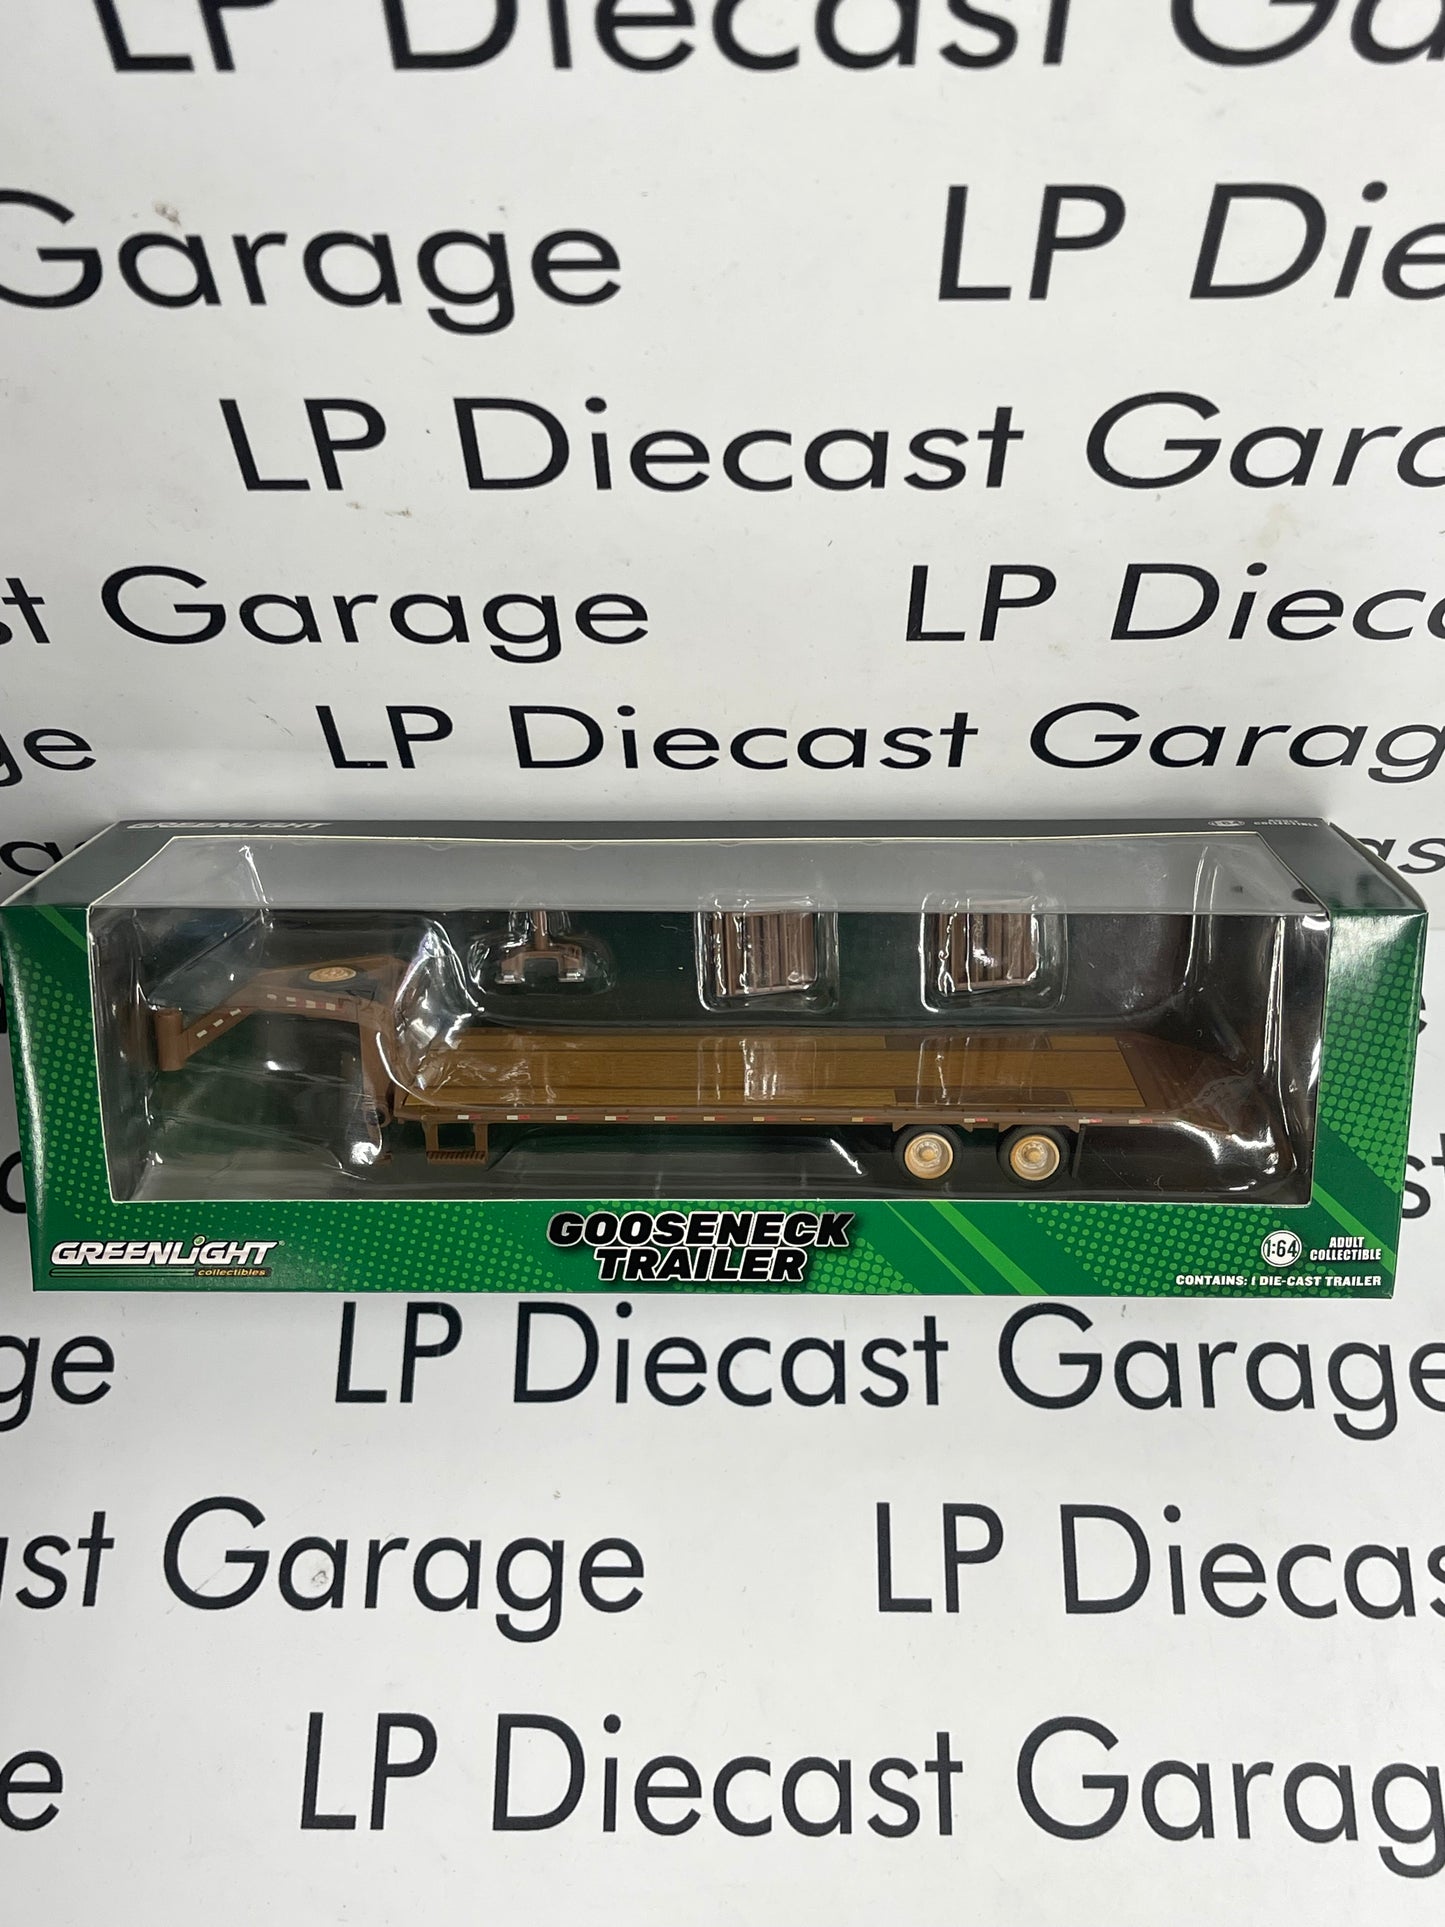 LP Diecast Ga
Garage LP Die
LP Diecast Gara
st Garage LP Diec
ge LP Diecast Garag
GREENLIGHT
GREENLIGHT®
collectibles
GOOSENECK
TRAILER
1:64 ADULT
COLLECTIBLE
CONTAINS: 1 DIE-CAST TRAILER
ge LP Diecast Garage
st Garage LP Diecas
e LP Diecast Garag